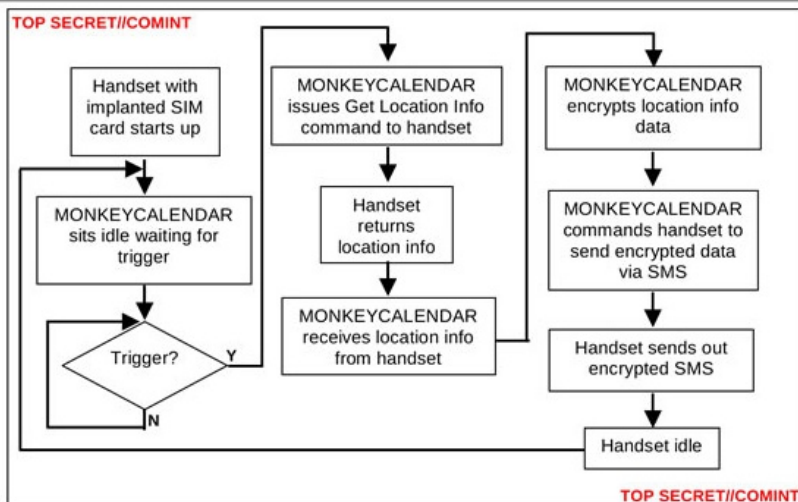 TOP SECRET//COMINT
Handset with
implanted SIM
card starts up
MONKEYCALENDAR
sits idle waiting for
trigger
Trigger?
Y
N
MONKEYCALENDAR
issues Get Location Info
command to handset
Handset
returns
location info
MONKEYCALENDAR
receives location info
from handset
MONKEYCALENDAR
encrypts location info
data
MONKEYCALENDAR
commands handset to
send encrypted data
via SMS
Handset sends out
encrypted SMS
Handset idle
TOP SECRET//COMINT